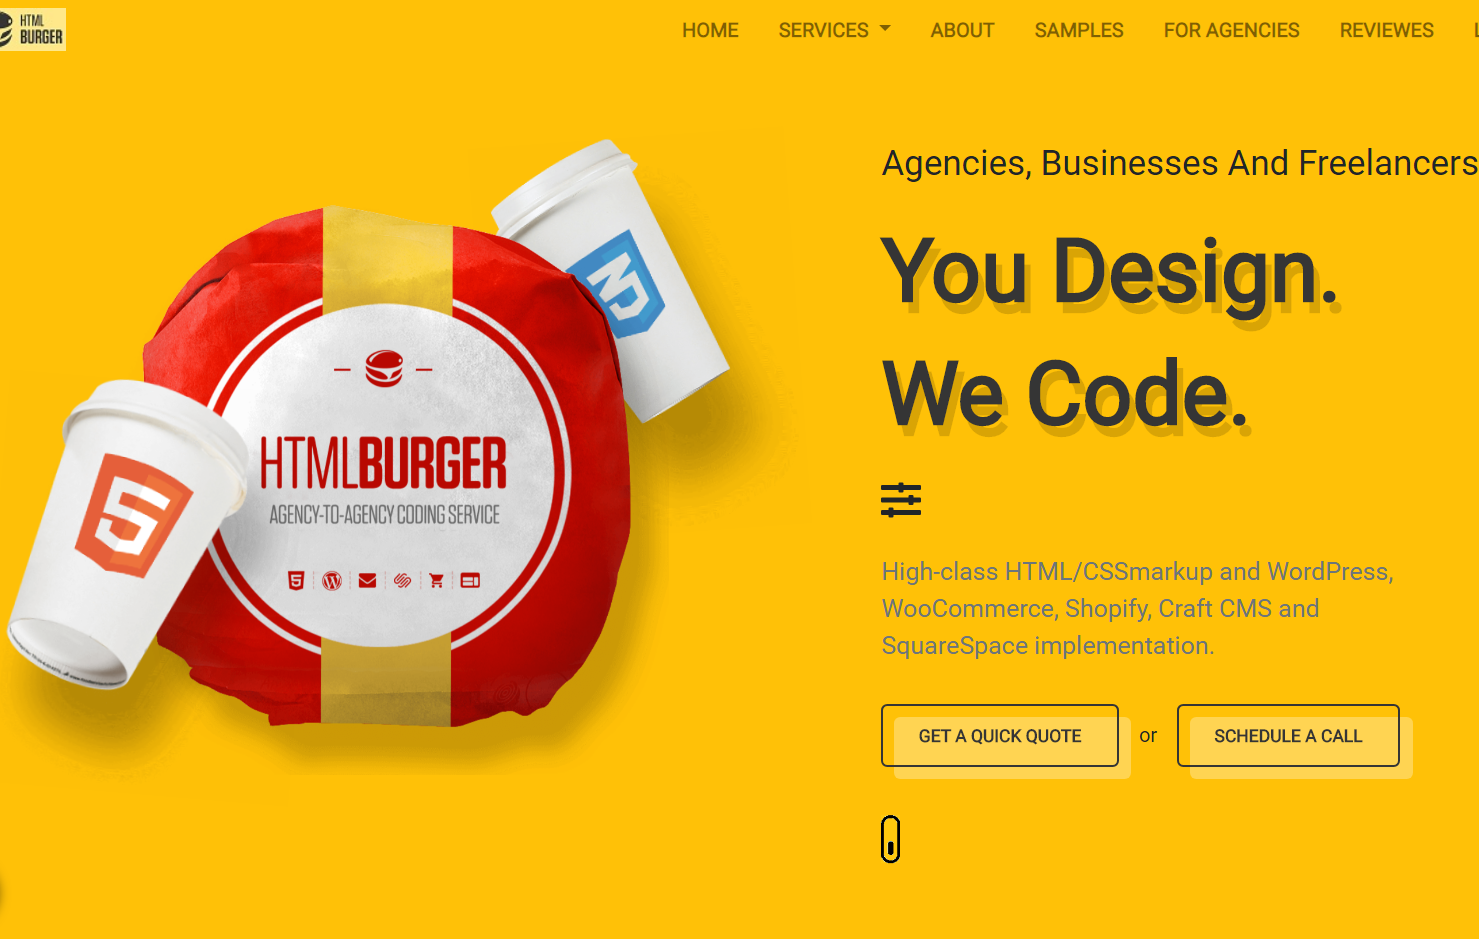 HTML
BURGER
HOME
SERVICES
ABOUT
SAMPLES
FOR AGENCIES
REVIEWES
Agencies, Businesses And Freelancers
You Design.
We Code.
HTMLBURGER
AGENCY-TO-AGENCY CODING SERVICE
High-class HTML/CSSmarkup and WordPress,
WooCommerce, Shopify, Craft CMS and
SquareSpace implementation.
GET A QUICK QUOTE
or
SCHEDULE A CALL